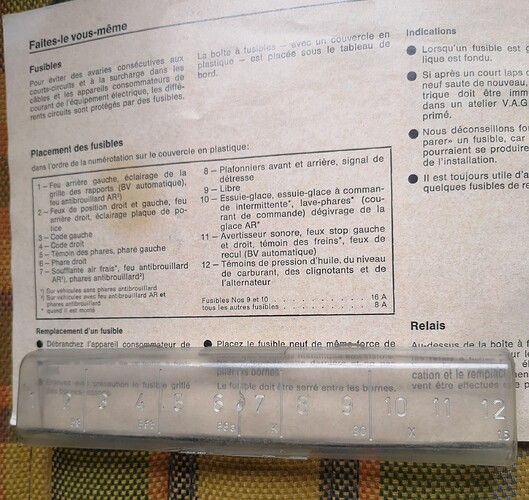 Faites-le vous-même
Fusibles
Pour éviter des avaries consécutives aux
courts-circuits et à la surcharge dans les
câbles et les appareils consommateurs de
courant de l'équipement électrique, les diffé-
rents circuits sont protégés par des fusibles.
La boîte à fusibles – avec un couvercle en
plastique – est placée sous le tableau de
bord.
Placement des fusibles
dans l'ordre de la numérotation sur le couvercle en plastique:
1 – Feu arrière gauche, éclairage de la
grille des rapports (BV automatique),
feu antibrouillard AR¹)
2 – Feux de position droit et gauche, feu
arrière droit, éclairage plaque de po-
lice
3 – Code gauche
4 – Code droit
5 – Témoin des phares, phare gauche
6 – Phare droit
7 – Soufflante air frais*, feu antibrouillard
AR²), phares antibrouillard²)
¹) Sur véhicules sans phares antibrouillard
²) Sur véhicules avec feu antibrouillard AR et
phares antibrouillard
* quand il est monté
8 – Plafonniers avant et arrière, signal de
détresse
9 – Libre
10 – Essuie-glace, essuie-glace à comman-
de intermittente*, lave-phares* (cou-
rant de commande) dégivrage de la
glace AR*
11 – Avertisseur sonore, feux stop gauche
et droit, témoin des freins*, feux de
recul (BV automatique)
12 – Témoins de pression d'huile, du niveau
de carburant, des clignotants et de
l'alternateur
Fusibles Nos 9 et 10 . . . . . . . . . . 16 A
tous les autres fusibles . . . . . . . . . 8 A
Remplacement d'un fusible
● Débranchez l'appareil consommateur de
● Placez le fusible neuf de même force de
Le fusible doit être serré entre les bornes.
Indications
● Lorsqu'un fusible est g
lique est fondu.
● Si après un court laps d
neuf saute de nouveau,
trique doit être imm
dans un atelier V.A.G
primé.
● Nous déconseillons fo
parer» un fusible, car
pourraient se produire
de l'installation.
● Il est toujours utile d'a
quelques fusibles de re
Relais
Au-dessus de la boîte à f
cation et le remplac
vent être effectués
1 2 3 4 5 6 7 8 9 10 11 12